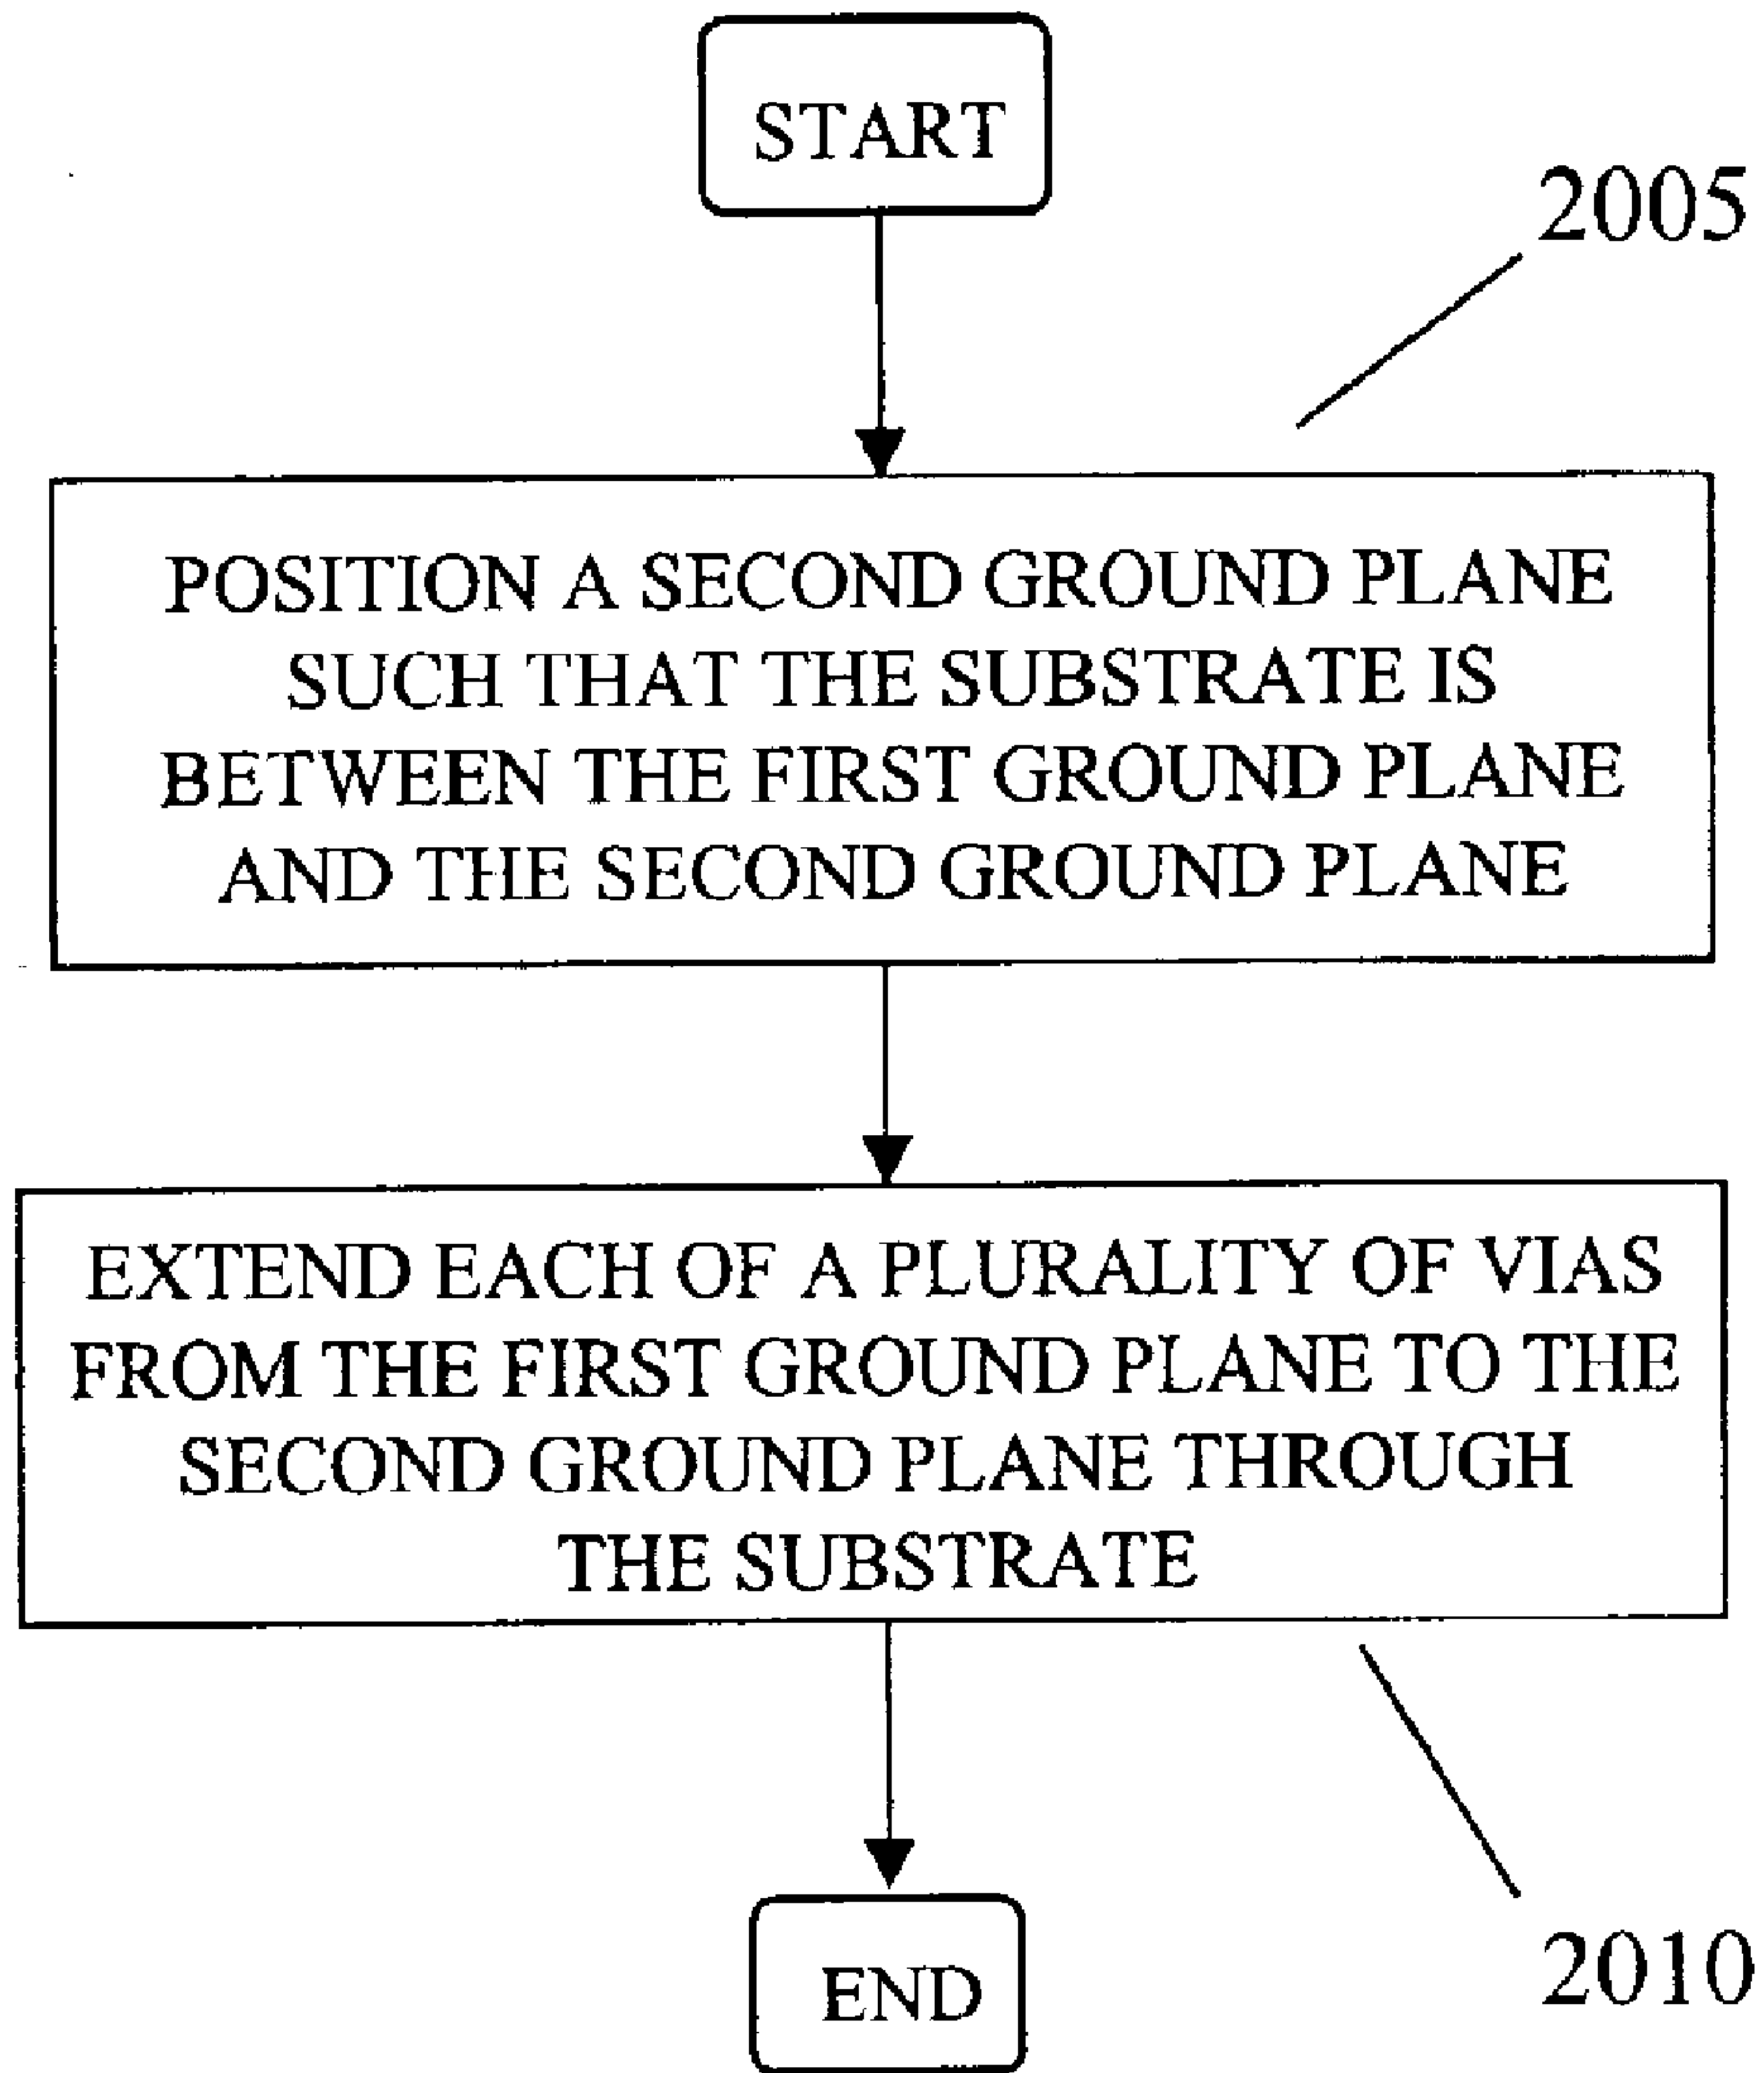 START
2005
POSITION A SECOND GROUND PLANE
SUCH THAT THE SUBSTRATE IS
BETWEEN THE FIRST GROUND PLANE
AND THE SECOND GROUND PLANE
EXTEND EACH OF A PLURALITY OF VIAS
FROM THE FIRST GROUND PLANE TO THE
SECOND GROUND PLANE THROUGH
THE SUBSTRATE
END
2010